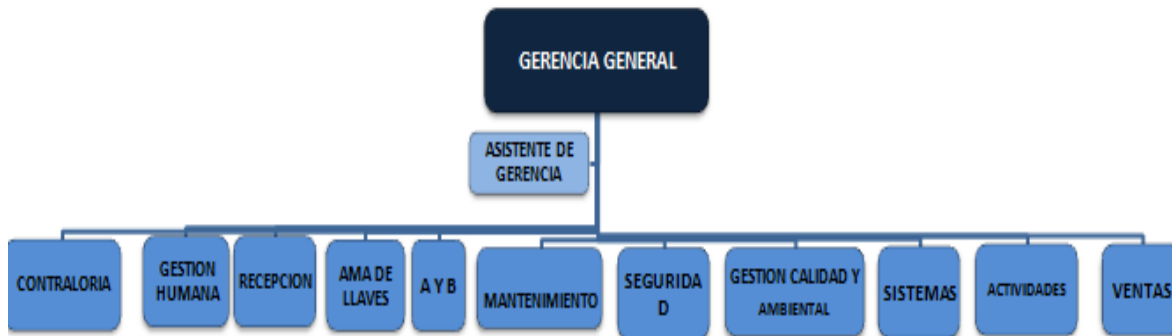 GERENCIA GENERAL
ASISTENTE DE
GERENCIA
CONTRALORIA
GESTION
HUMANA
RECEPCION
AMA DE
LLAVES
A Y B
MANTENIMIENTO
SEGURIDA
D
GESTION CALIDAD Y
AMBIENTAL
SISTEMAS
ACTIVIDADES
VENTAS